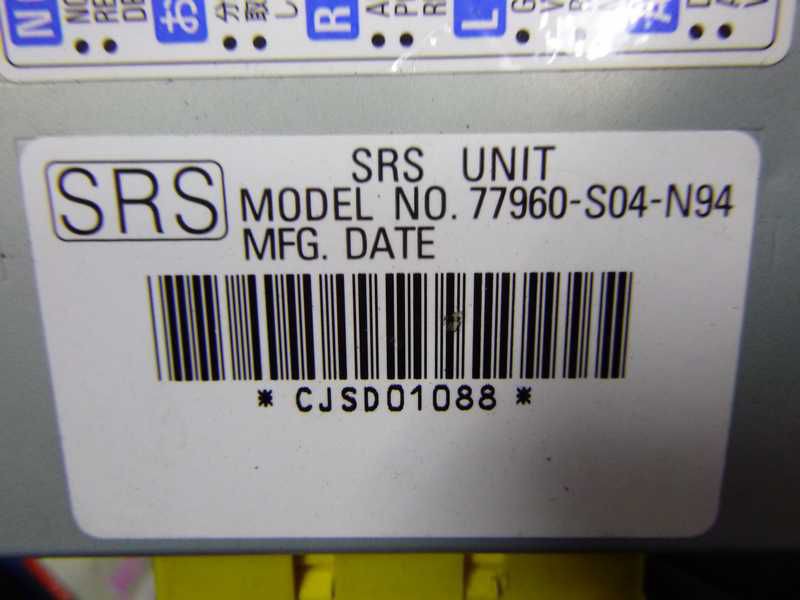 SRS
SRS UNIT
MODEL NO. 77960-S04-N94
MFG. DATE
* CJSD01088 *